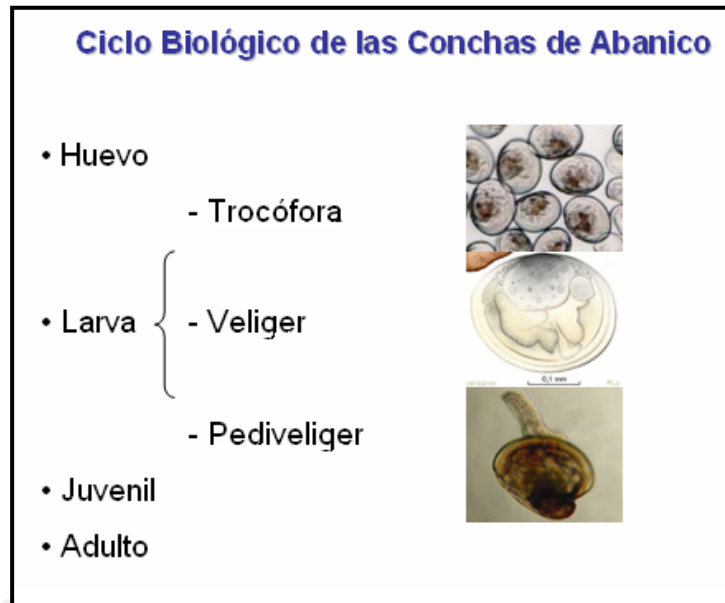 Ciclo Biológico de las Conchas de Abanico
• Huevo
- Trocófora
• Larva
- Veliger
- Pediveliger
• Juvenil
• Adulto
0,1 mm